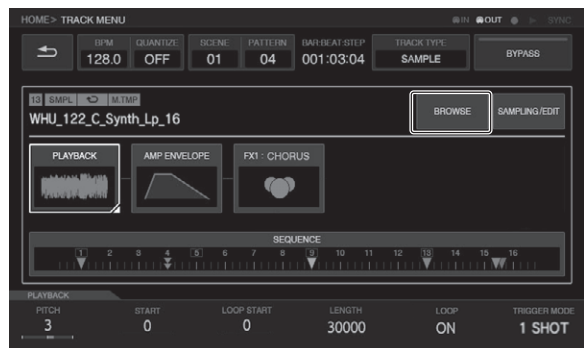 HOME> TRACK MENU IN OUT SYNC
BPM QUANTIZE SCENE PATTERN BAR:BEAT:STEP TRACK TYPE
128.0 OFF 01 04 001:03:04 SAMPLE BYPASS
13 SMPL M.TMP
WHU_122_C_Synth_Lp_16 BROWSE SAMPLING/EDIT
PLAYBACK AMP ENVELOPE FX1 : CHORUS
SEQUENCE
1 2 3 4 5 6 7 8 9 10 11 12 13 14 15 16
PLAYBACK
PITCH START LOOP START LENGTH LOOP TRIGGER MODE
3 0 0 30000 ON 1 SHOT